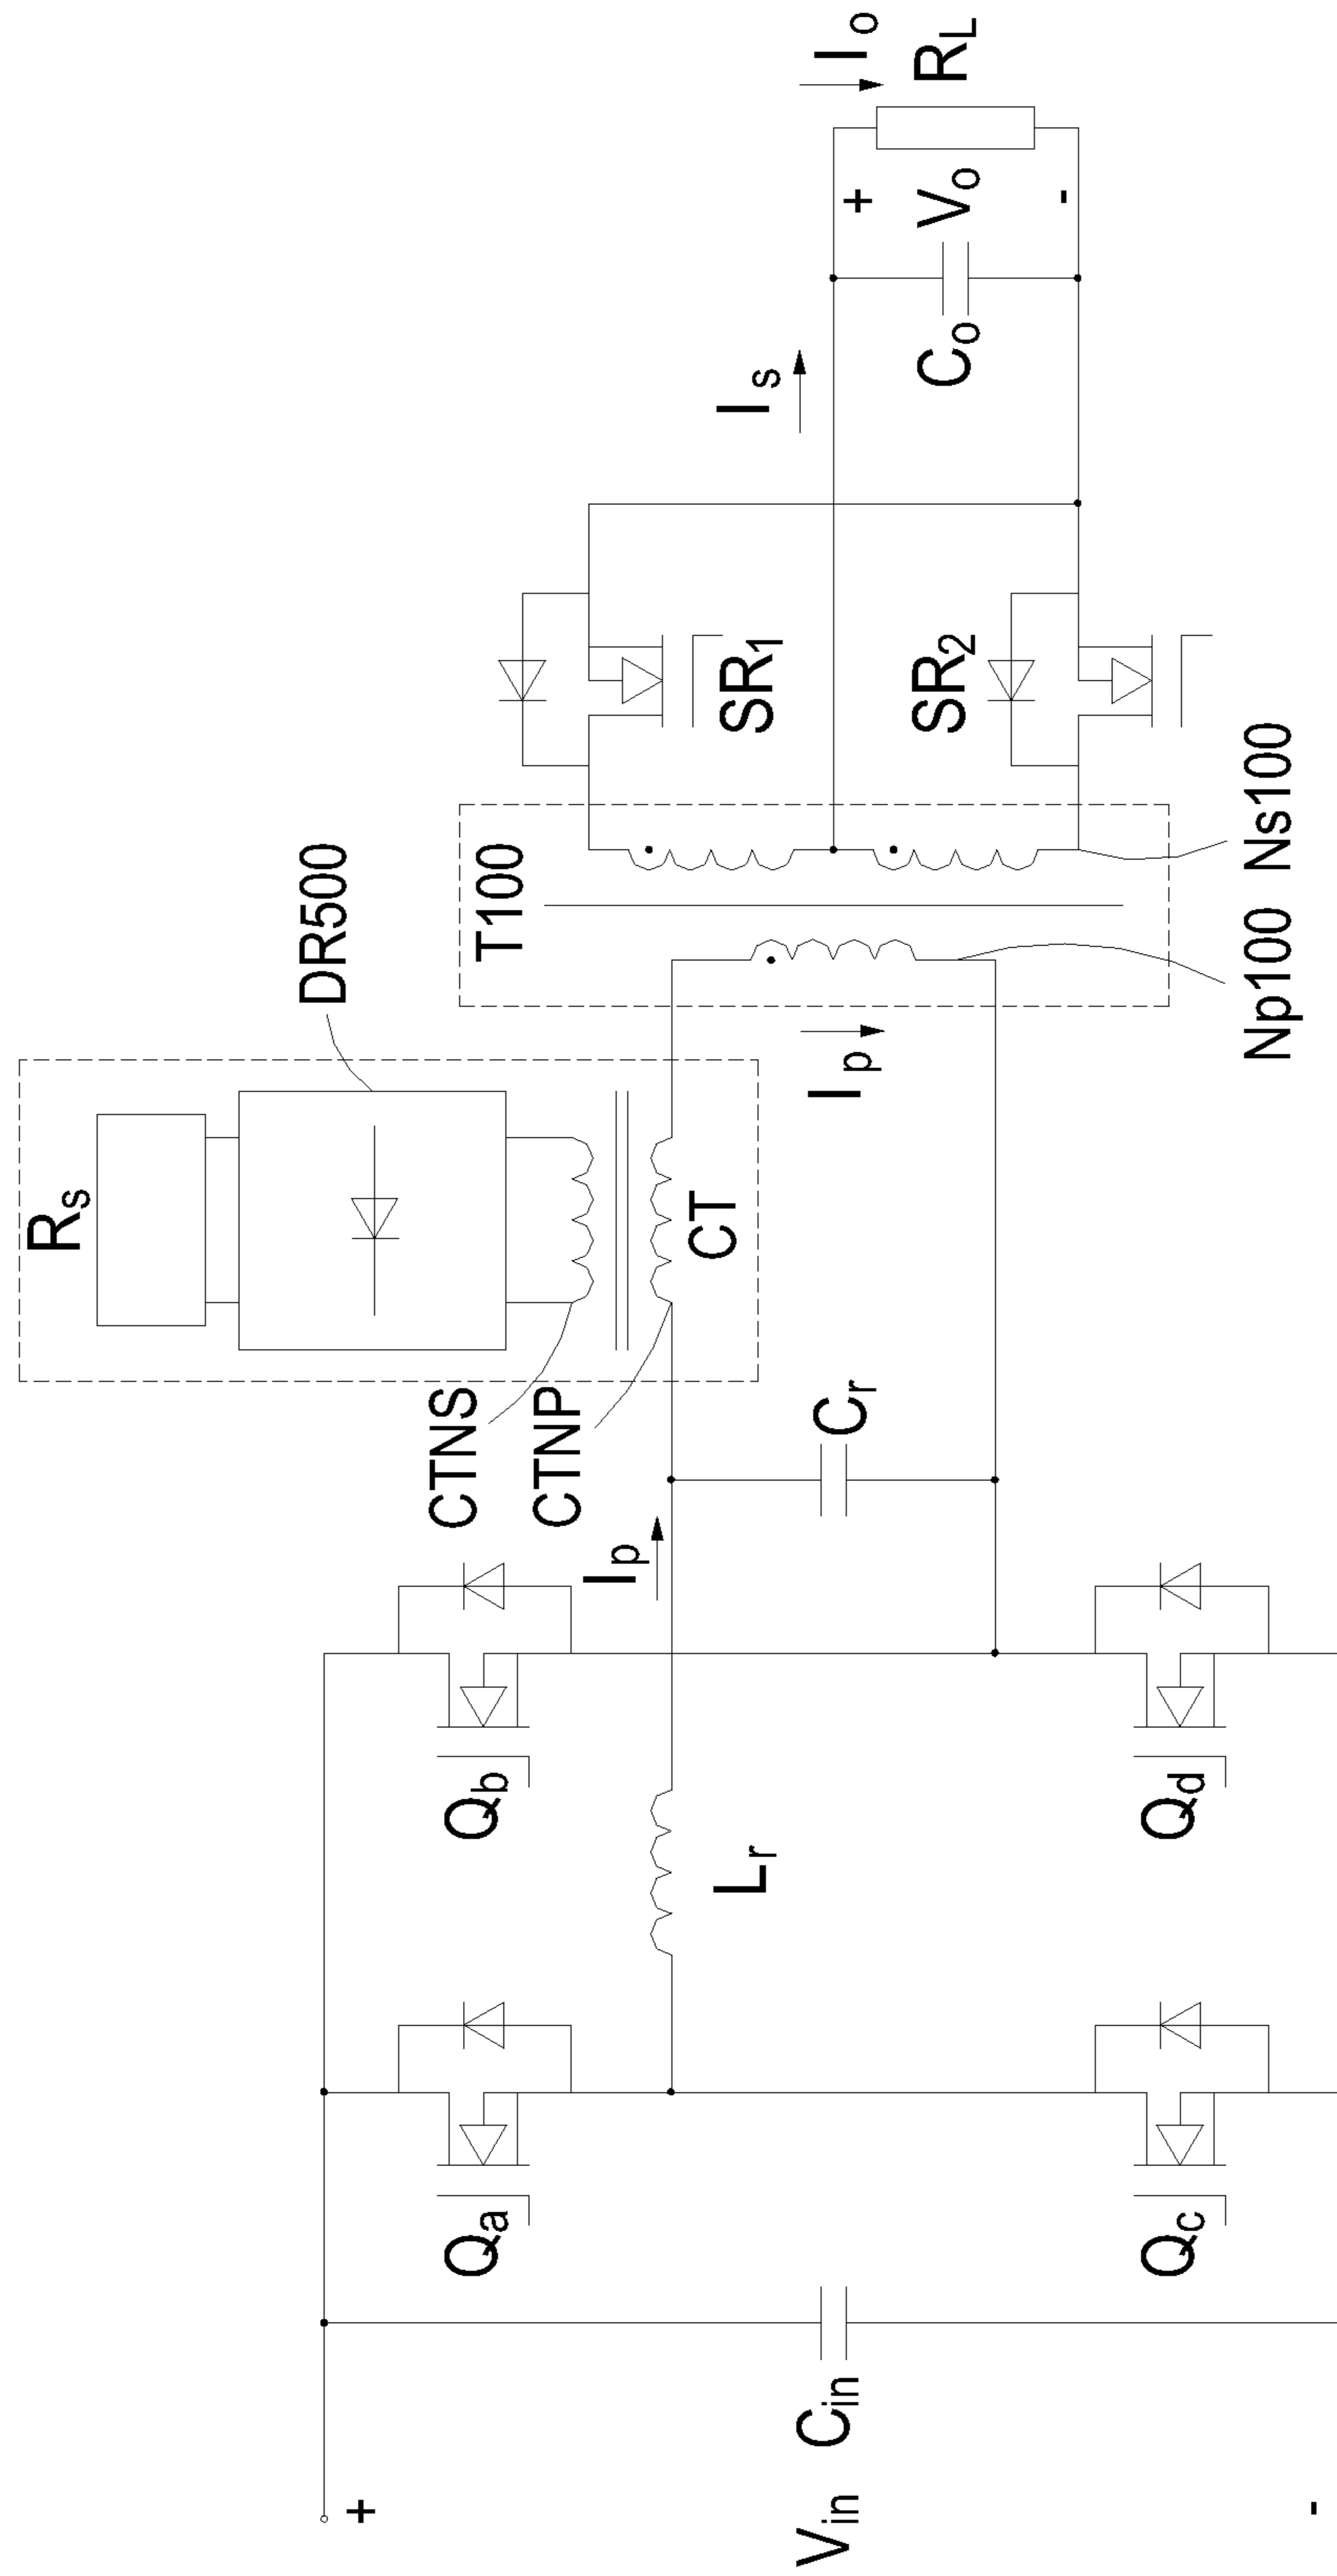 Rs
DR500
CTNS
CTNP
CT
T100
Ip
Ip
Is
Io
RL
+
Vo
-
Co
SR1
SR2
Np100 Ns100
Cr
Qa
Qb
Lr
Qc
Qd
+
Vin
Cin
-